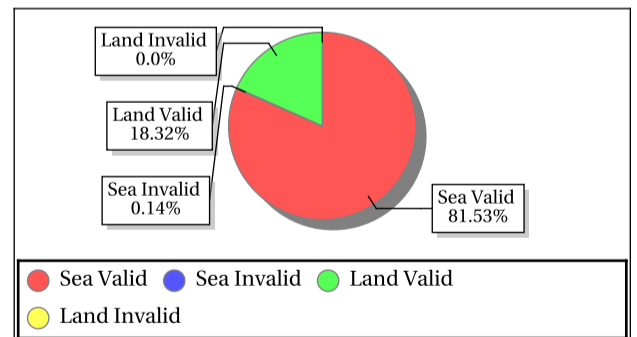 Land Invalid
0.0%
Land Valid
18.32%
Sea Invalid
0.14%
Sea Valid
81.53%
Sea Valid
Sea Invalid
Land Valid
Land Invalid